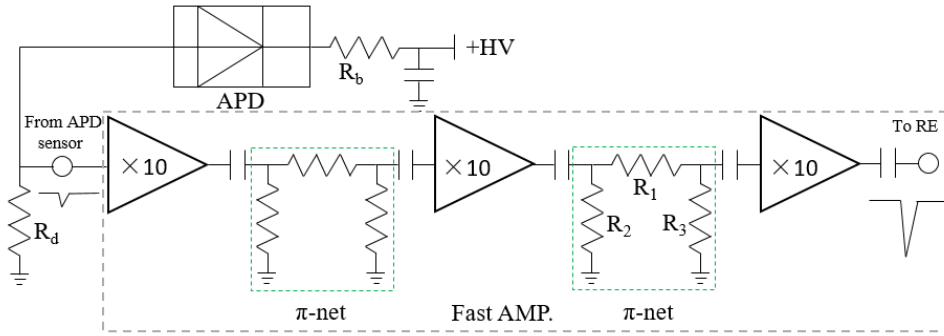 +HV
R_b
APD
From APD
sensor
To RE
×10
×10
×10
R_1
R_d
R_2
R_3
π-net
Fast AMP.
π-net